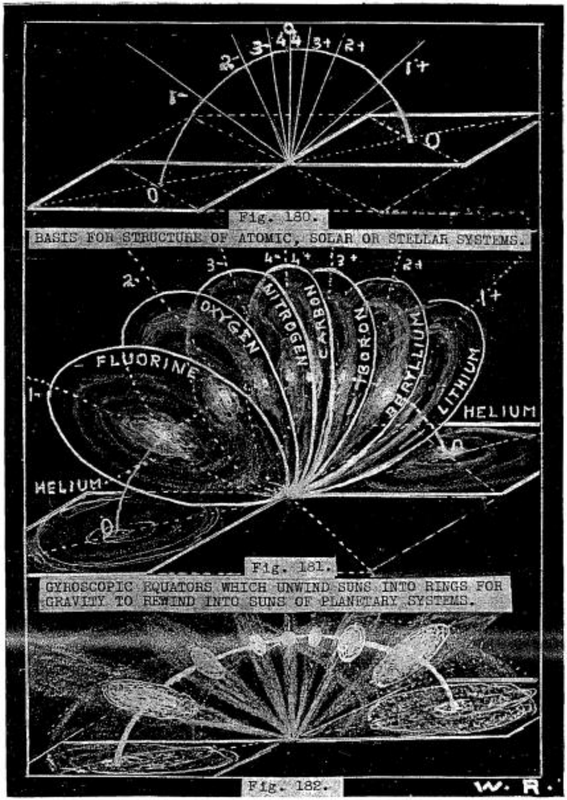 3- 4 4 3+ 2+
2-
1- 1+
0
0
Fig. 180.
BASIS FOR STRUCTURE OF ATOMIC, SOLAR OR STELLAR SYSTEMS.
2- 3- 4- 4+ 3+ 2+ 1+
FLUORINE OXYGEN NITROGEN CARBON BORON BERYLLIUM LITHIUM
1-
HELIUM
0
HELIUM
0
Fig. 181.
GYROSCOPIC EQUATORS WHICH UNWIND SUNS INTO RINGS FOR
GRAVITY TO REWIND INTO SUNS OF PLANETARY SYSTEMS.
Fig. 182.
W. R.